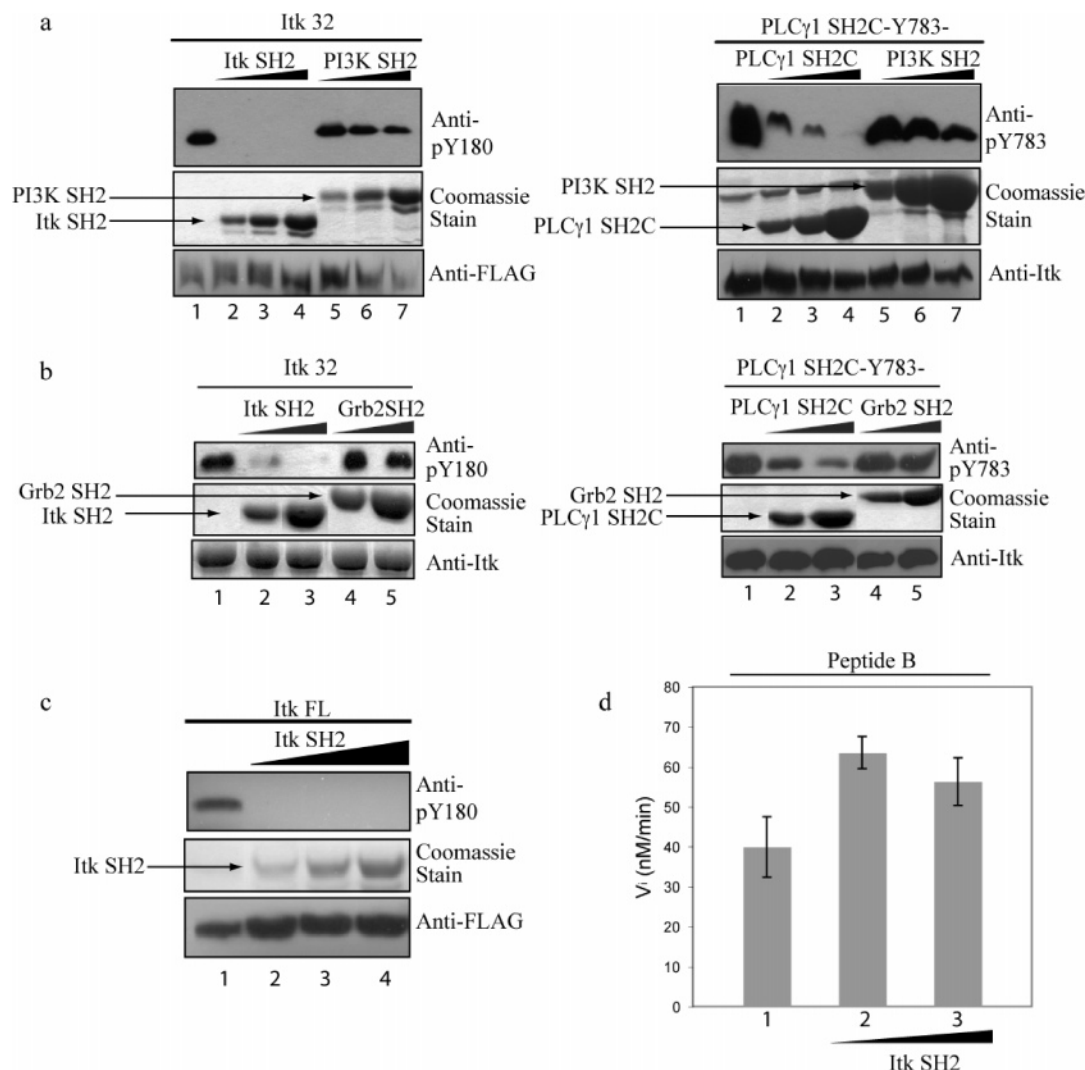 a
Itk 32
Itk SH2 PI3K SH2
Anti-
pY180
PI3K SH2
Itk SH2
Coomassie
Stain
Anti-FLAG
1 2 3 4 5 6 7
PLCγ1 SH2C-Y783-
PLCγ1 SH2C PI3K SH2
Anti-
pY783
PI3K SH2
PLCγ1 SH2C
Coomassie
Stain
Anti-Itk
1 2 3 4 5 6 7
b
Itk 32
Itk SH2 Grb2SH2
Anti-
pY180
Grb2 SH2
Itk SH2
Coomassie
Stain
Anti-Itk
1 2 3 4 5
PLCγ1 SH2C-Y783-
PLCγ1 SH2C Grb2 SH2
Anti-
pY783
Grb2 SH2
PLCγ1 SH2C
Coomassie
Stain
Anti-Itk
1 2 3 4 5
c
Itk FL
Itk SH2
Anti-
pY180
Itk SH2
Coomassie
Stain
Anti-FLAG
1 2 3 4
d
Peptide B
Vi (nM/min)
80
70
60
50
40
30
20
10
0
1 2 3
Itk SH2